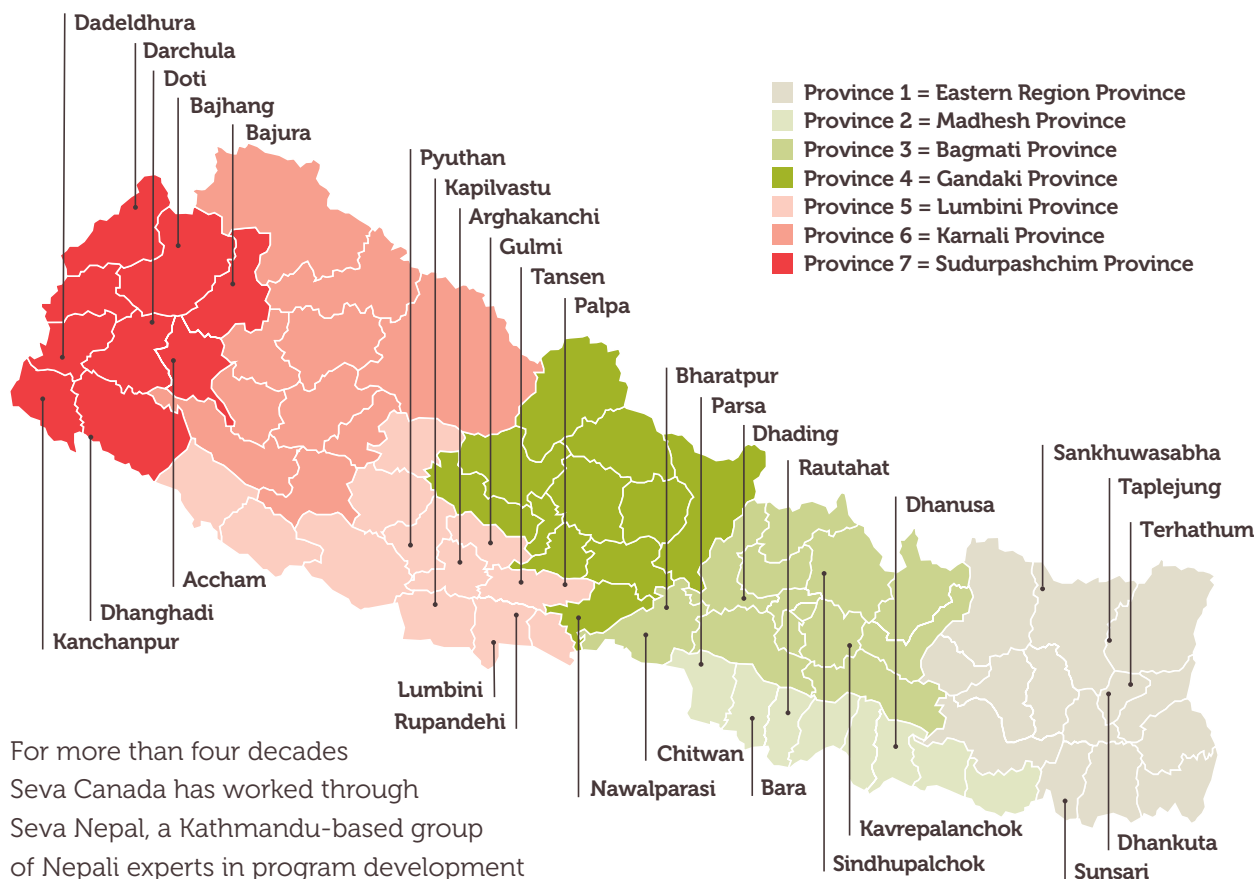 Dadeldhura
Darchula
Doti
Bajhang
Bajura
Pyuthan
Kapilvastu
Arghakanchi
Gulmi
Tansen
Palpa
Province 1 = Eastern Region Province
Province 2 = Madhesh Province
Province 3 = Bagmati Province
Province 4 = Gandaki Province
Province 5 = Lumbini Province
Province 6 = Karnali Province
Province 7 = Sudurpashchim Province
Bharatpur
Parsa
Dhading
Rautahat
Dhanusa
Sankhuwasabha
Taplejung
Terhathum
Accham
Dhanghadi
Kanchanpur
Lumbini
Rupandehi
Chitwan
Nawalparasi
Bara
Kavrepalanchok
Sindhupalchok
Dhankuta
Sunsari
For more than four decades
Seva Canada has worked through
Seva Nepal, a Kathmandu-based group
of Nepali experts in program development